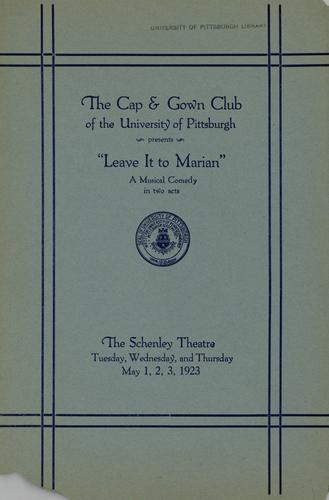 UNIVERSITY OF PITTSBURGH LIBRARY
The Cap & Gown Club
of the University of Pittsburgh
presents
"Leave It to Marian"
A Musical Comedy
in two acts
The Schenley Theatre
Tuesday, Wednesday, and Thursday
May 1, 2, 3, 1923